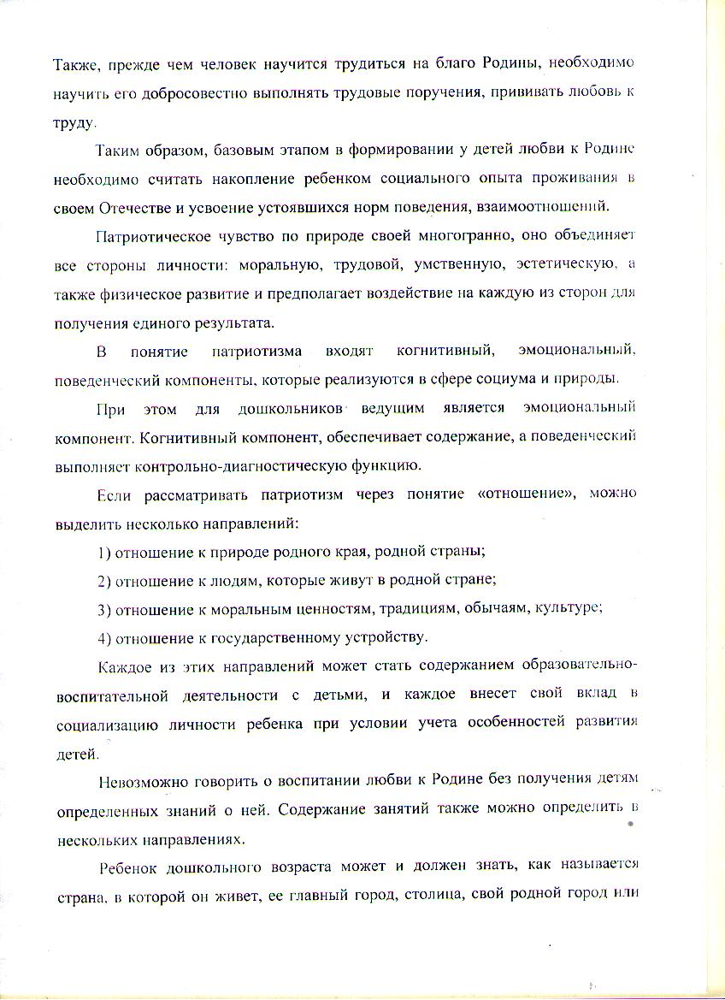 Также, прежде чем человек научится трудиться на благо Родины, необходимо
научить его добросовестно выполнять трудовые поручения, прививать любовь к
труду.
Таким образом, базовым этапом в формировании у детей любви к Родине
необходимо считать накопление ребенком социального опыта проживания в
своем Отечестве и усвоение устоявшихся норм поведения, взаимоотношений.
Патриотическое чувство по природе своей многогранно, оно объединяет
все стороны личности: моральную, трудовой, умственную, эстетическую, а
также физическое развитие и предполагает воздействие на каждую из сторон для
получения единого результата.
В понятие патриотизма входят когнитивный, эмоциональный,
поведенческий компоненты, которые реализуются в сфере социума и природы.
При этом для дошкольников ведущим является эмоциональный
компонент. Когнитивный компонент, обеспечивает содержание, а поведенческий
выполняет контрольно-диагностическую функцию.
Если рассматривать патриотизм через понятие «отношение», можно
выделить несколько направлений:
1) отношение к природе родного края, родной страны;
2) отношение к людям, которые живут в родной стране;
3) отношение к моральным ценностям, традициям, обычаям, культуре;
4) отношение к государственному устройству.
Каждое из этих направлений может стать содержанием образовательно-
воспитательной деятельности с детьми, и каждое внесет свой вклад в
социализацию личности ребенка при условии учета особенностей развития
детей.
Невозможно говорить о воспитании любви к Родине без получения детям
определенных знаний о ней. Содержание занятий также можно определить в
нескольких направлениях.
Ребенок дошкольного возраста может и должен знать, как называется
страна, в которой он живет, ее главный город, столица, свой родной город или